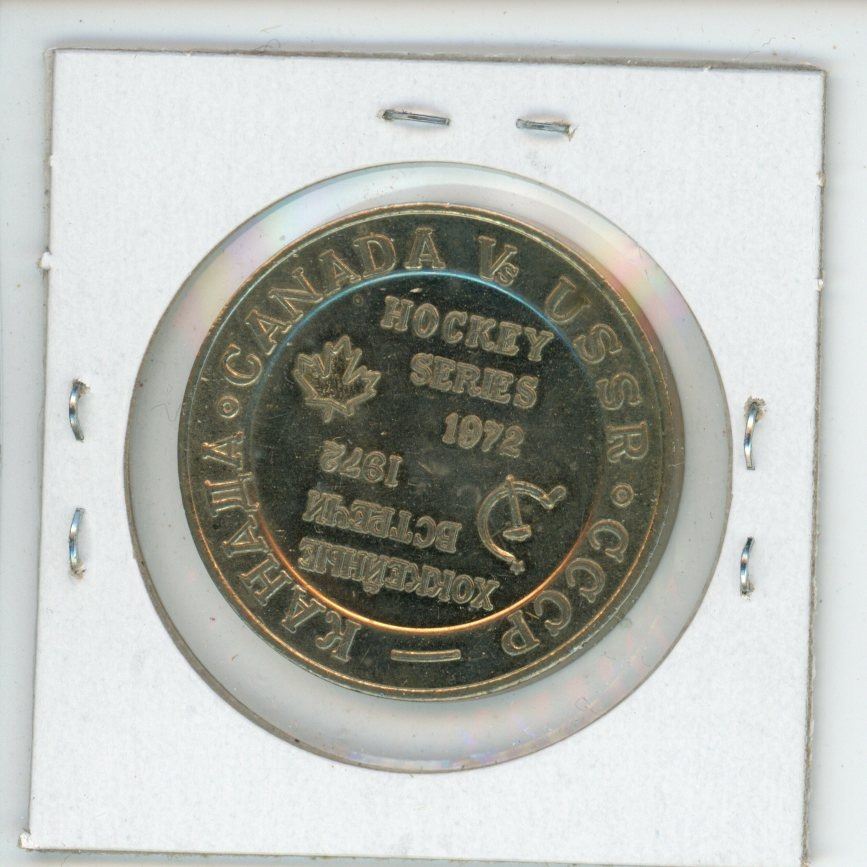 CANADA Vs USSR
HOCKEY
SERIES
1972
СССР — КАНАДА
ХОККЕЙНЫЕ
ВСТРЕЧИ
1972